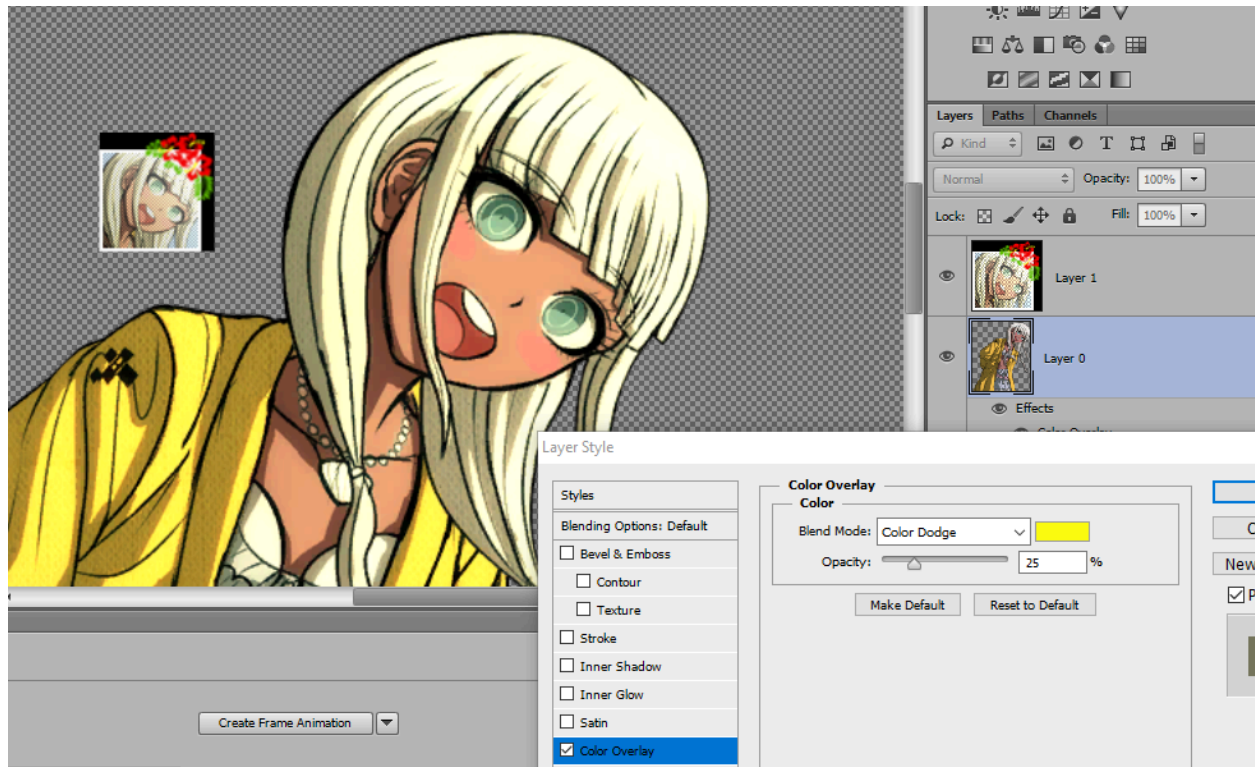 Layers Paths Channels
Kind
Normal Opacity: 100%
Lock: Fill: 100%
Layer 1
Layer 0
Effects
Color Overlay
Layer Style
Styles
Blending Options: Default
Bevel & Emboss
Contour
Texture
Stroke
Inner Shadow
Inner Glow
Satin
Color Overlay
Color Overlay
Color
Blend Mode: Color Dodge
Opacity: 25 %
Make Default Reset to Default
New
Create Frame Animation